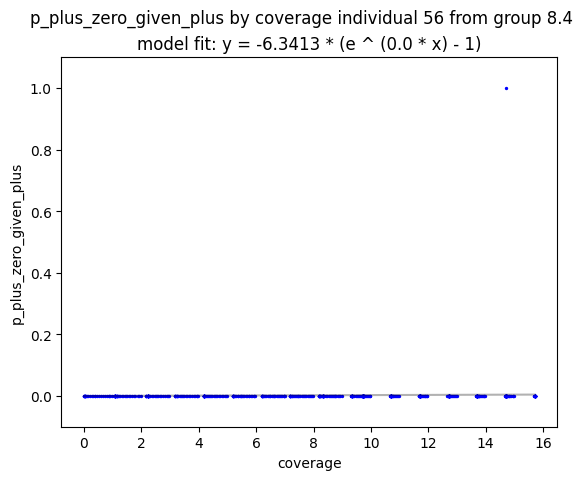 p_plus_zero_given_plus by coverage individual 56 from group 8.4
model fit: y = -6.3413 * (e ^ (0.0 * x) - 1)
1.0
0.8
0.6
0.4
0.2
0.0
p_plus_zero_given_plus
0 2 4 6 8 10 12 14 16
coverage